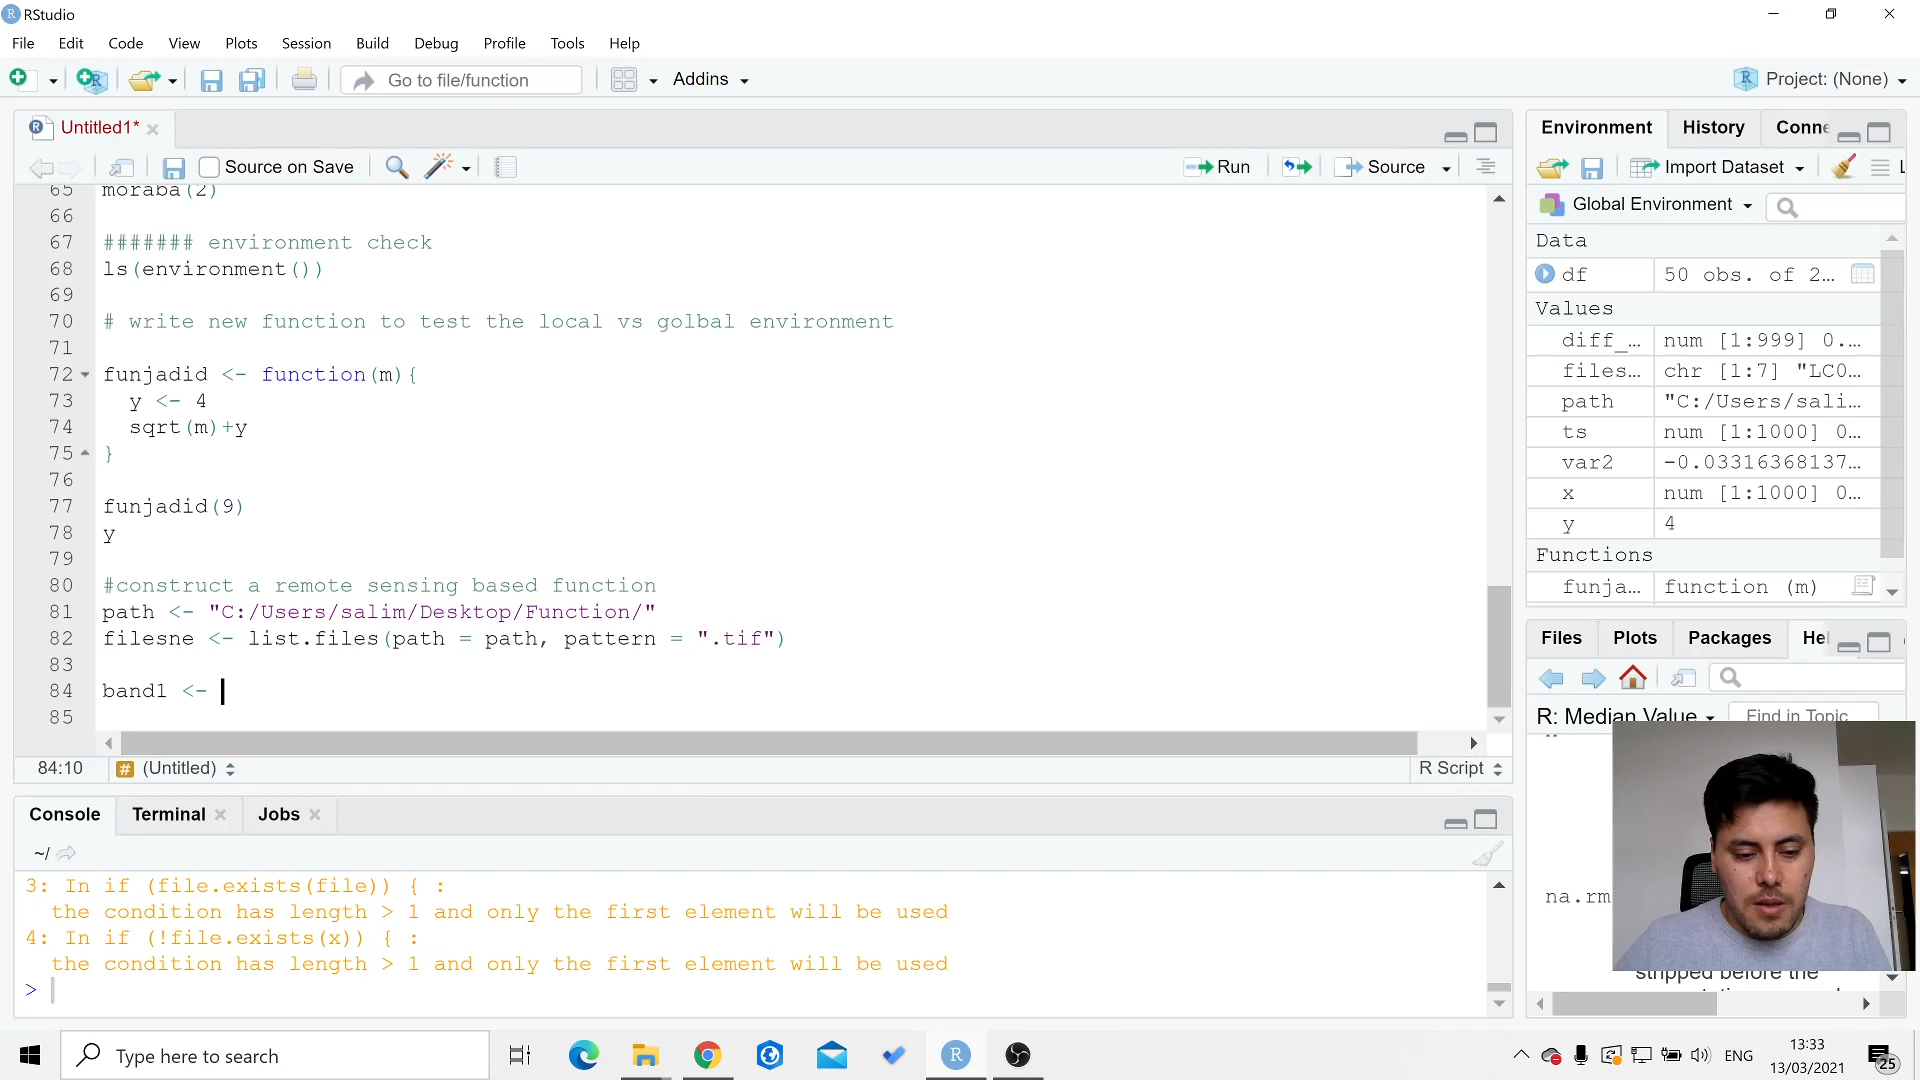 RStudio
File Edit Code View Plots Session Build Debug Profile Tools Help
Go to file/function Addins Project: (None)
Untitled1*
Source on Save Run Source
65 moraba(2)
66
67 ####### environment check
68 ls(environment())
69
70 # write new function to test the local vs golbal environment
71
72 funjadid <- function(m){
73 y <- 4
74 sqrt(m)+y
75 }
76
77 funjadid(9)
78 y
79
80 #construct a remote sensing based function
81 path <- "C:/Users/salim/Desktop/Function/"
82 filesne <- list.files(path = path, pattern = ".tif")
83
84 band1 <-
85
84:10 # (Untitled) R Script
Console Terminal Jobs
~/
3: In if (file.exists(file)) { :
the condition has length > 1 and only the first element will be used
4: In if (!file.exists(x)) { :
the condition has length > 1 and only the first element will be used
>
Environment History Conne
Import Dataset L
Global Environment
Data
df 50 obs. of 2…
Values
diff_… num [1:999] 0.…
files… chr [1:7] "LC0…
path "C:/Users/sali…
ts num [1:1000] 0…
var2 -0.03316368137…
x num [1:1000] 0…
y 4
Functions
funja… function (m)
Files Plots Packages Hel
R: Median Value Find in Topic
na.rm
stripped before the
Type here to search
ENG
13:33
13/03/2021
25